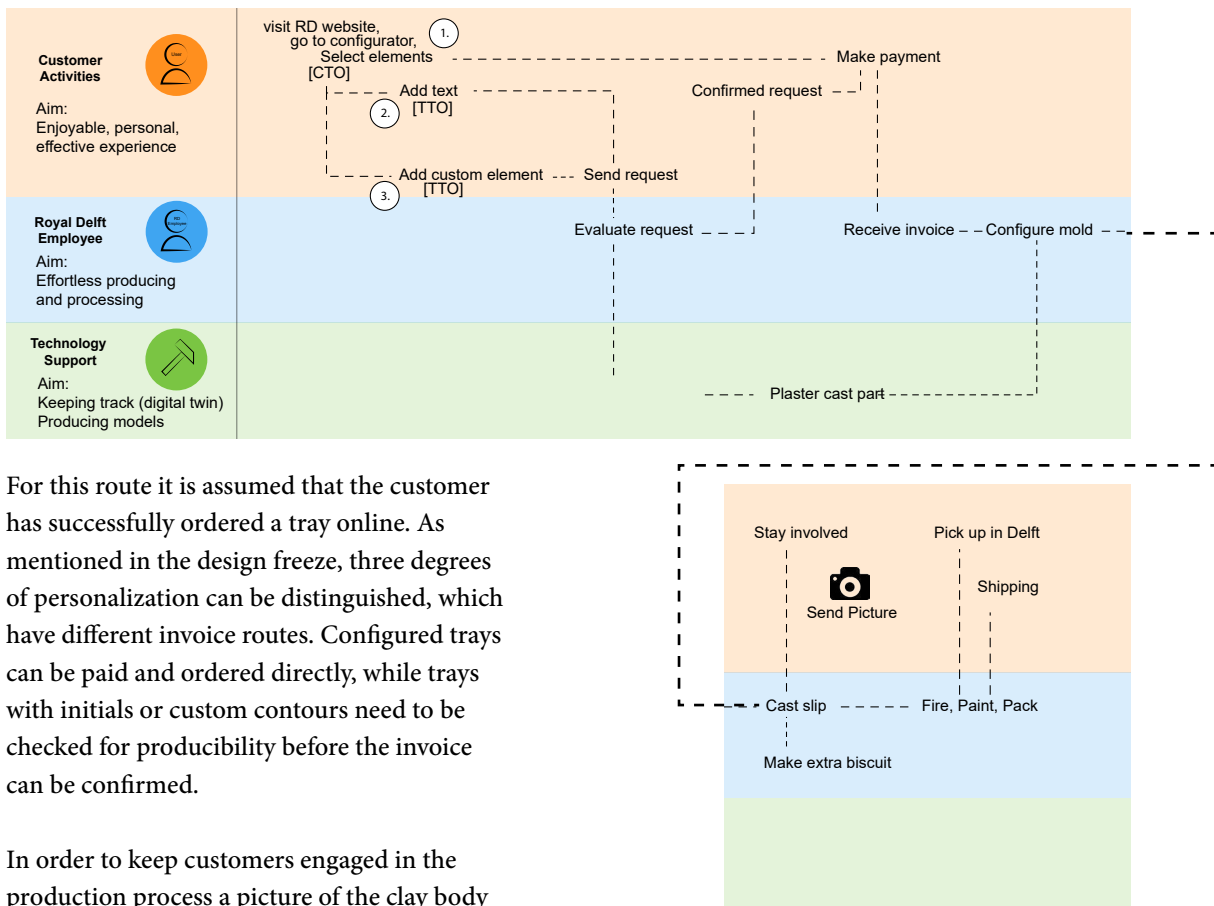 visit RD website,
go to configurator,
1.
Select elements
Make payment
[CTO]
Customer
Activities
User
Aim:
Enjoyable, personal,
effective experience
Add text
[TTO]
2.
Confirmed request
Add custom element
[TTO]
3.
Send request
Royal Delft
Employee
RD
Employee
Aim:
Effortless producing
and processing
Evaluate request
Receive invoice
Configure mold
Technology
Support
Aim:
Keeping track (digital twin)
Producing models
Plaster cast part
For this route it is assumed that the customer
has successfully ordered a tray online. As
mentioned in the design freeze, three degrees
of personalization can be distinguished, which
have different invoice routes. Configured trays
can be paid and ordered directly, while trays
with initials or custom contours need to be
checked for producibility before the invoice
can be confirmed.
In order to keep customers engaged in the
production process a picture of the clay body
Stay involved
Pick up in Delft
Send Picture
Shipping
Cast slip
Fire, Paint, Pack
Make extra biscuit